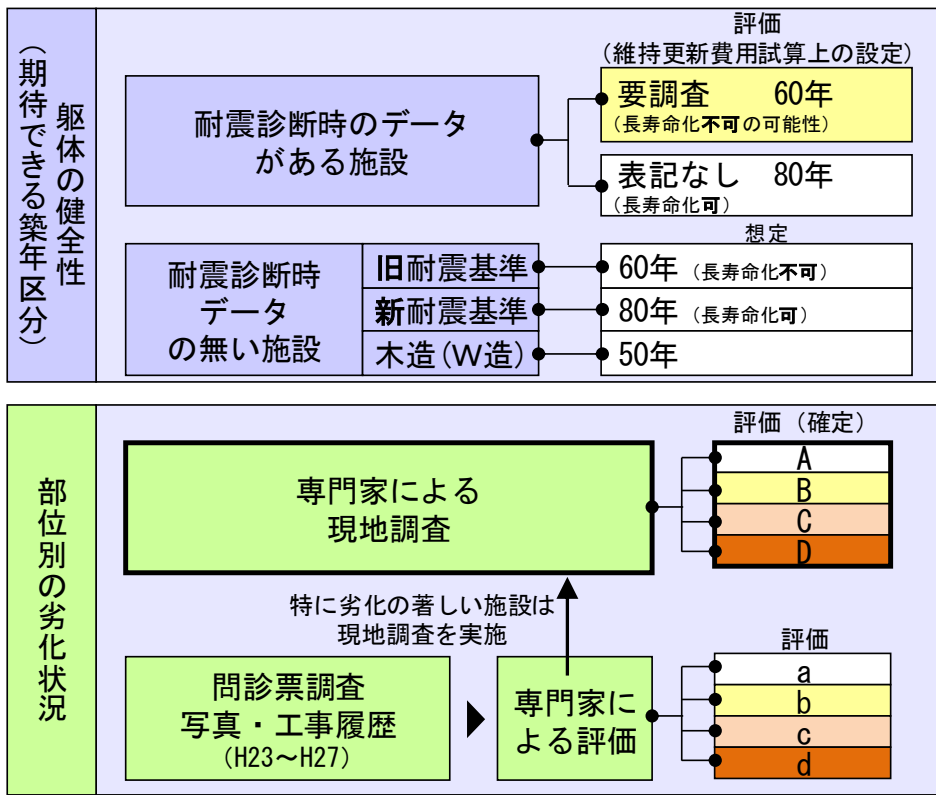 躯体の健全性
(期待できる築年区分)
評価
(維持更新費用試算上の設定)
耐震診断時のデータ
がある施設
要調査 60年
(長寿命化不可の可能性)
表記なし 80年
(長寿命化可)
想定
耐震診断時
データ
の無い施設
旧耐震基準
60年 (長寿命化不可)
新耐震基準
80年 (長寿命化可)
木造(W造)
50年
部位別の劣化状況
評価 (確定)
専門家による
現地調査
A
B
C
D
特に劣化の著しい施設は
現地調査を実施
問診票調査
写真・工事履歴
(H23～H27)
専門家に
よる評価
評価
a
b
c
d